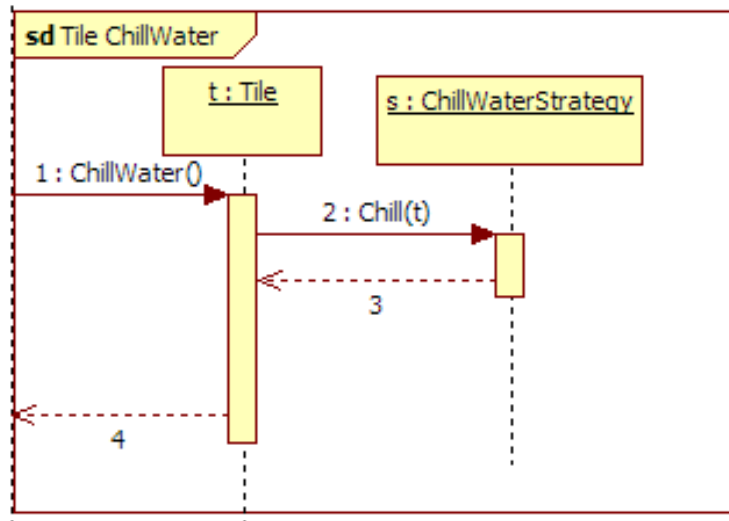 sd Tile ChillWater
t : Tile
s : ChillWaterStrategy
1 : ChillWater()
2 : Chill(t)
3
4